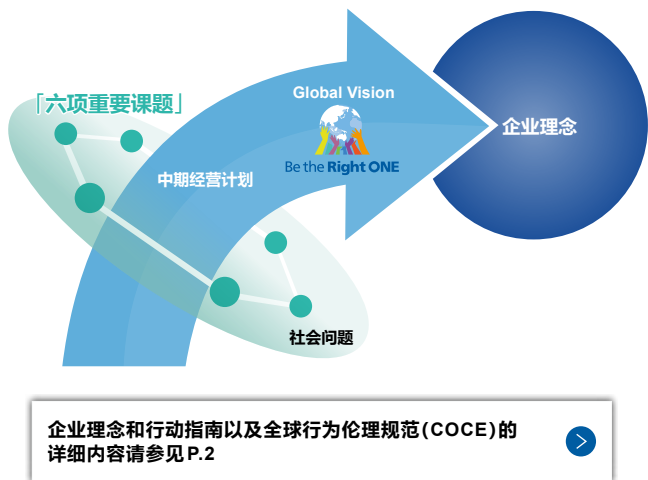 「六项重要课题」
Global Vision
企业理念
Be the Right ONE
中期经营计划
社会问题
企业理念和行动指南以及全球行为伦理规范(COCE)的
详细内容请参见P.2